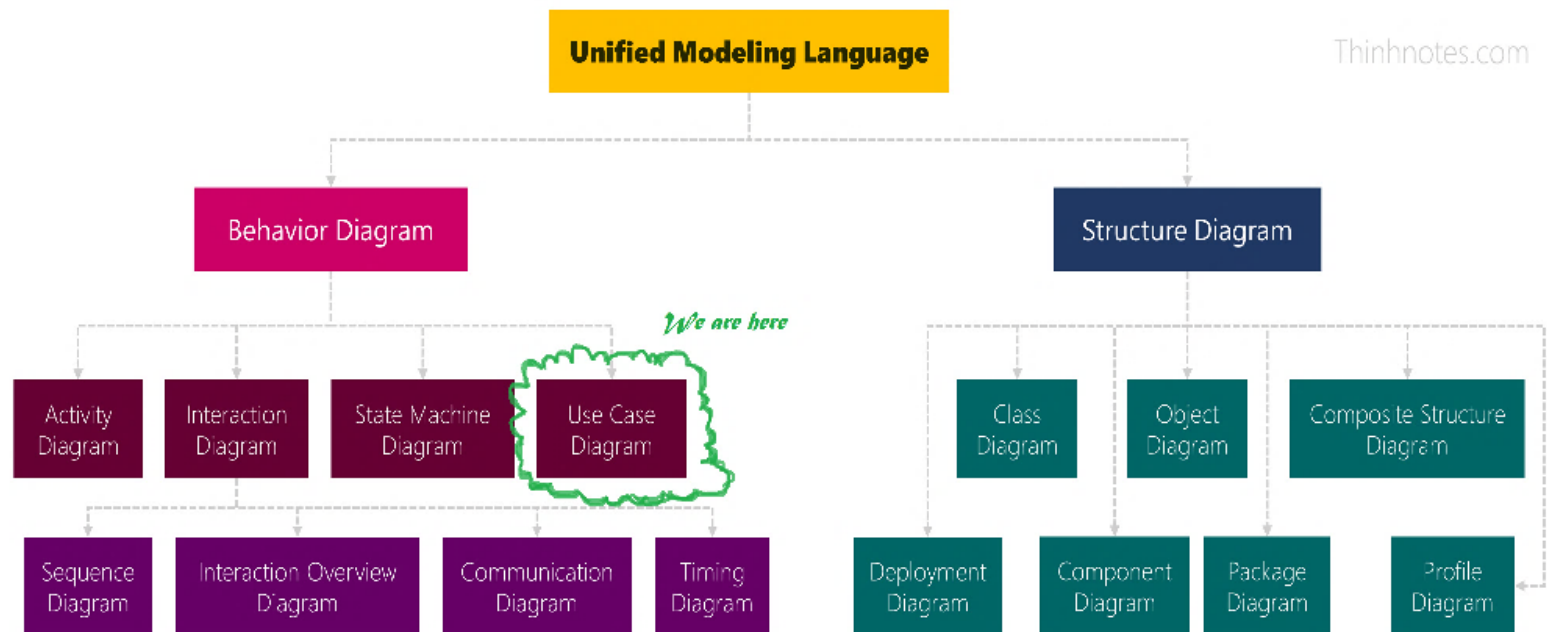 Unified Modeling Language
Thinhnotes.com
Behavior Diagram
Structure Diagram
We are here
Activity
Diagram
Interaction
Diagram
State Machine
Diagram
Use Case
Diagram
Class
Diagram
Object
Diagram
Composite Structure
Diagram
Sequence
Diagram
Interaction Overview
Diagram
Communication
Diagram
Timing
Diagram
Deployment
Diagram
Component
Diagram
Package
Diagram
Profile
Diagram